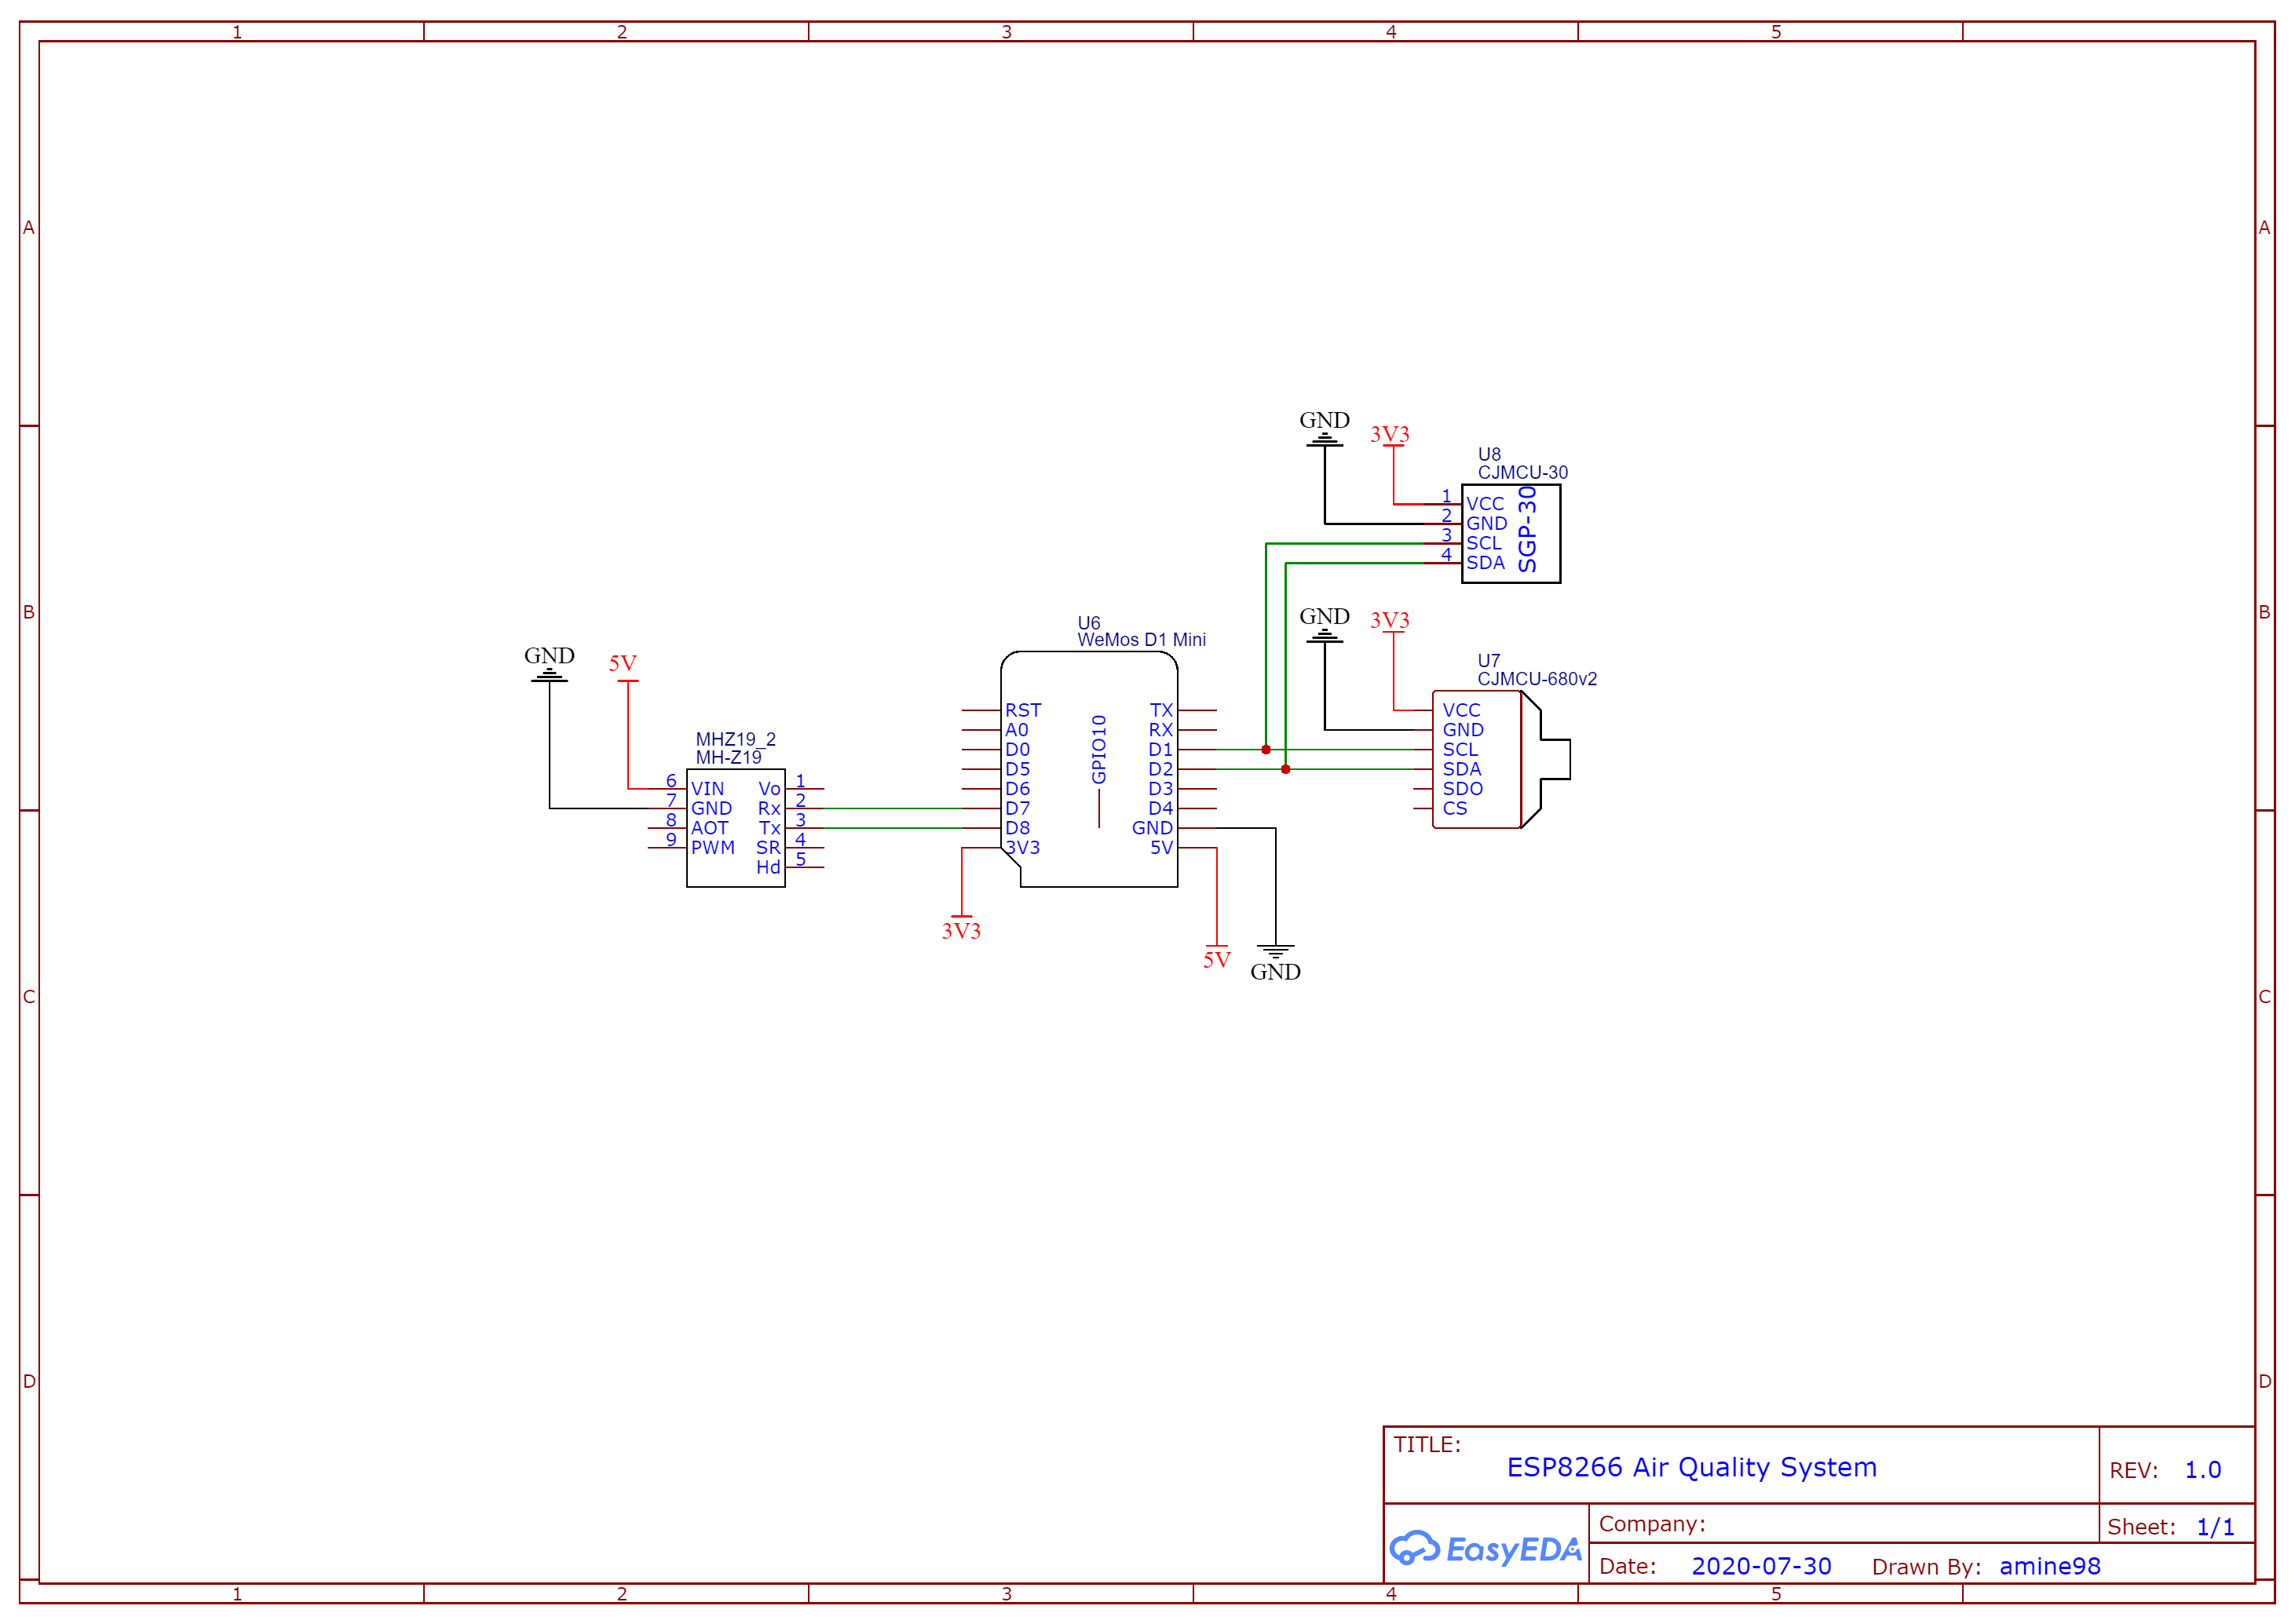 1 2 3 4 5
A A
GND
3V3
U8
CJMCU-30
1 VCC
2 GND
3 SCL
4 SDA
SGP-30
B B
GND
3V3
U7
CJMCU-680v2
VCC
GND
SCL
SDA
SDO
CS
U6
WeMos D1 Mini
RST TX
A0 RX
D0 D1
D5 D2
D6 D3
D7 D4
D8 GND
3V3 5V
GPIO10
GND
5V
MHZ19_2
MH-Z19
6 VIN Vo 1
7 GND Rx 2
8 AOT Tx 3
9 PWM SR 4
Hd 5
3V3
5V
GND
C C
D D
TITLE:
ESP8266 Air Quality System
REV: 1.0
EasyEDA
Company:
Sheet: 1/1
Date: 2020-07-30 Drawn By: amine98
1 2 3 4 5